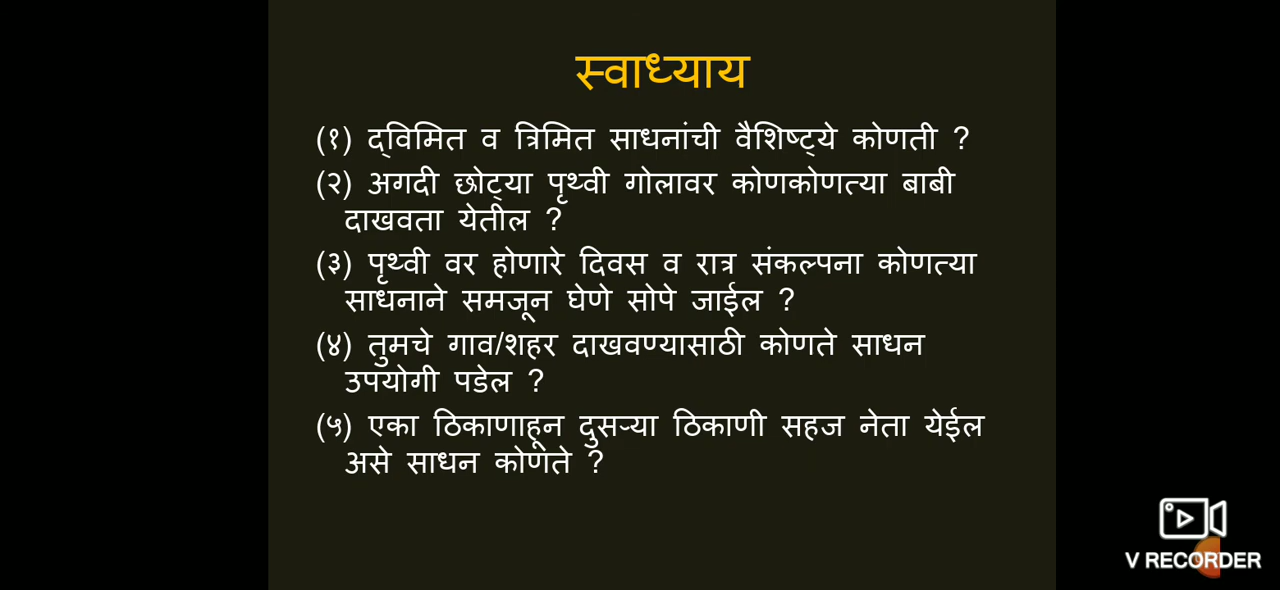 स्वाध्याय
(१) द्विमित व त्रिमित साधनांची वैशिष्ट्ये कोणती ?
(२) अगदी छोट्या पृथ्वी गोलावर कोणकोणत्या बाबी
दाखवता येतील ?
(३) पृथ्वी वर होणारे दिवस व रात्र संकल्पना कोणत्या
साधनाने समजून घेणे सोपे जाईल ?
(४) तुमचे गाव/शहर दाखवण्यासाठी कोणते साधन
उपयोगी पडेल ?
(५) एका ठिकाणाहून दुसऱ्या ठिकाणी सहज नेता येईल
असे साधन कोणते ?
V RECORDER